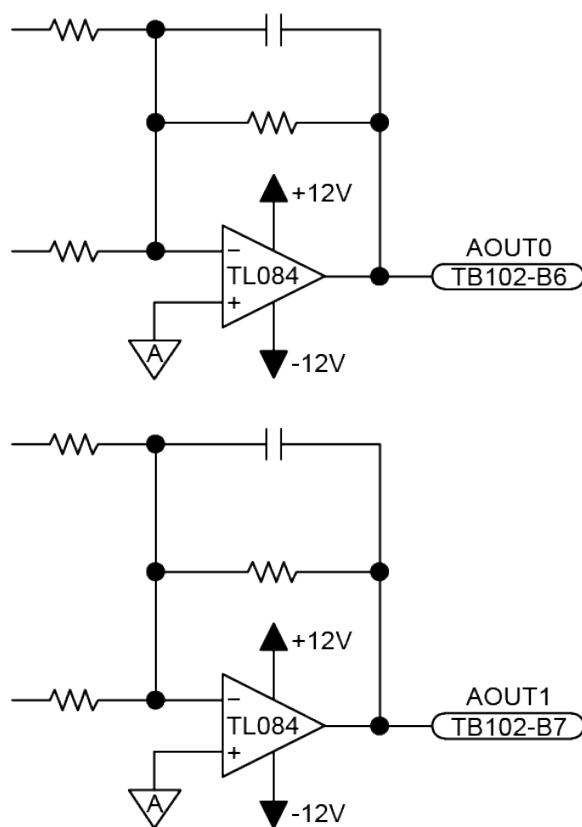 +12V
AOUT0
−
TL084
TB102-B6
+
A
-12V
+12V
AOUT1
−
TL084
TB102-B7
+
A
-12V